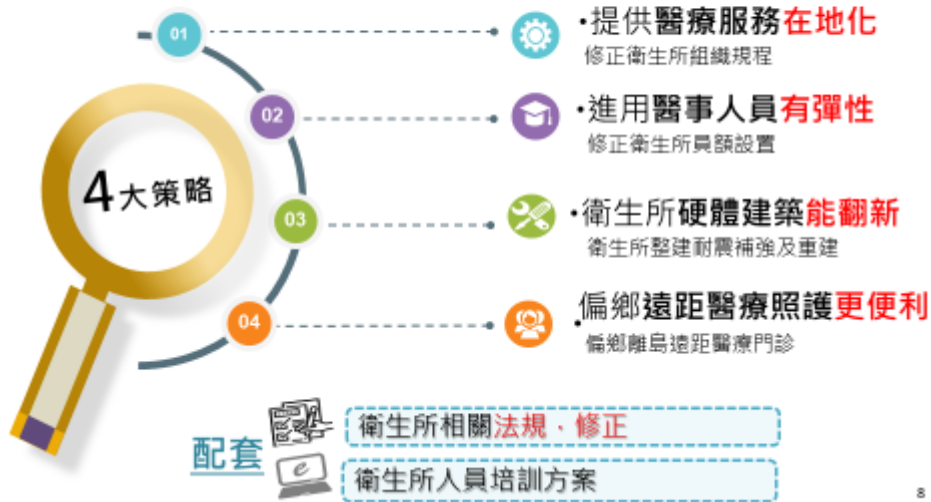 01
·提供醫療服務在地化
修正衛生所組織規程
02
·進用醫事人員有彈性
修正衛生所員額設置
4大策略
03
·衛生所硬體建築能翻新
衛生所整建耐震補強及重建
04
·偏鄉遠距醫療照護更便利
偏鄉離島遠距醫療門診
配套
衛生所相關法規、修正
e
衛生所人員培訓方案
8